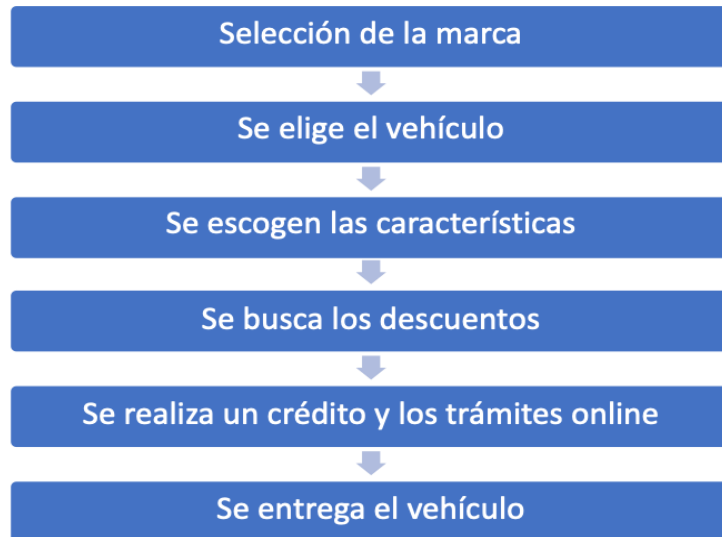 Selección de la marca
Se elige el vehículo
Se escogen las característísticas
Se busca los descuentos
Se realiza un crédito y los trámites online
Se entrega el vehículo